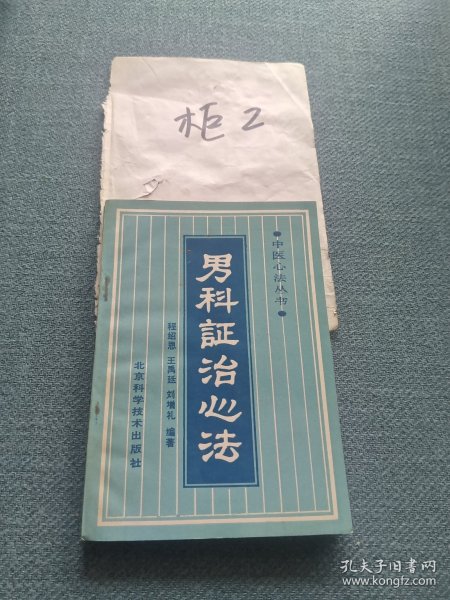 柜2
●中医心法丛书●
男科証治心法
程绍恩 王禹廷 刘增礼 编著
北京科学技术出版社
孔夫子旧书网
www.kongfz.com